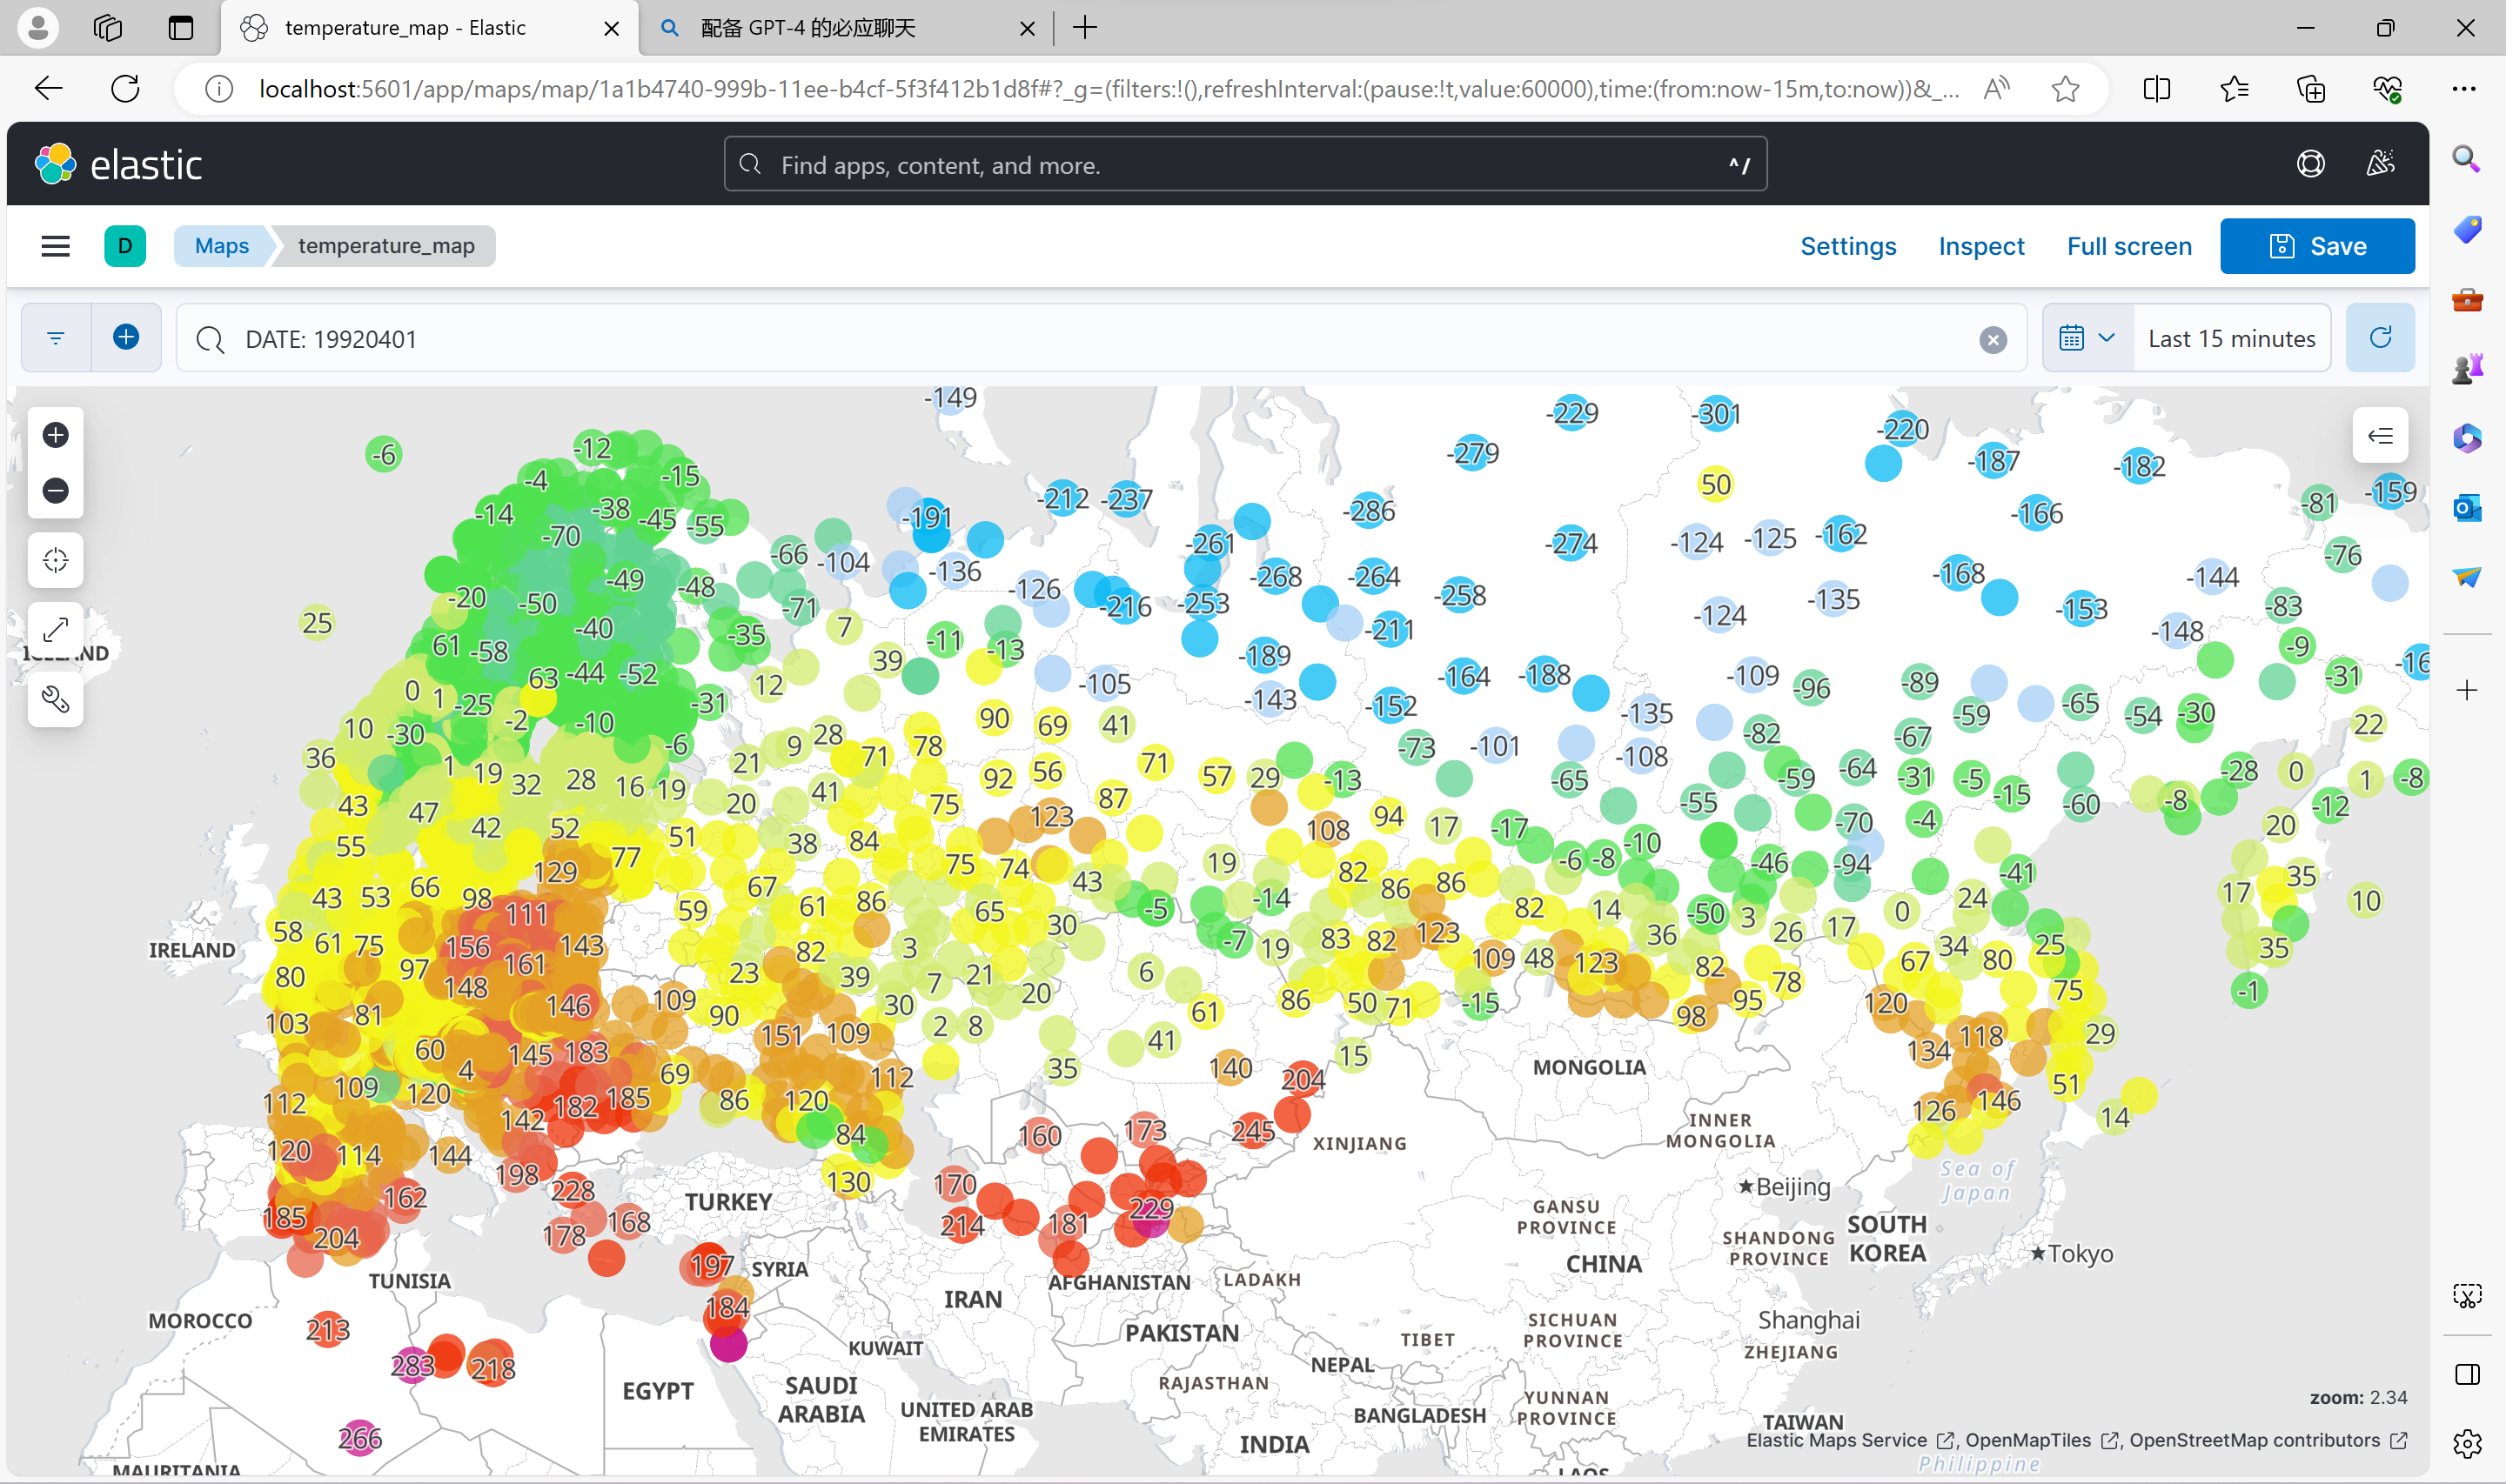 temperature_map - Elastic
配备 GPT-4 的必应聊天
localhost:5601/app/maps/map/1a1b4740-999b-11ee-b4cf-5f3f412b1d8f#?_g=(filters:!(),refreshInterval:(pause:!t,value:60000),time:(from:now-15m,to:now))&_...
elastic
Find apps, content, and more.
^/
D
Maps
temperature_map
Settings
Inspect
Full screen
Save
DATE: 19920401
Last 15 minutes
-149
-229 -301
-220
-6 -12
-279 -187 -182
-4 -15
50
-159
-14 -38 -45 -55 -191 -212 -237 -286 -166 -81
-70 -66 -104 -261 -274 -124 -125 -162 -76
-49 -48 -136 -126 -268 -264 -258 -168 -144
-20 -50 -71 -216 -253 -124 -135 -153 -83
25 -40 -35 7 -11 -13 -211 -148 -9
ICELAND
61 -58 39 -189 -16
63 -44 -52 12 -105 -143 -164 -188 -109 -96 -89 -31
0 1 -25 -31 -152 -135 -59 -65 -54 -30
10 -30 -2 -10 28 90 69 41 -82 -67 22
36 -6 21 9 71 78 -73 -101 -108
1 19 32 28 16 19 92 56 71 57 29 -13 -65 -59 -64 -31 -5 -28 0 1 -8
43 47 20 41 75 87 -55 -15 -60 -8 -12
42 52 51 123 108 94 17 -17 -70 -4 20
55 77 38 84 -10
129 75 74 19 82 -6 -8 -46 -94 -41 35
43 53 66 98 67 86 43 86 86 -14 24 17 10
58 111 59 61 65 -5 82 14 -50 3 0
61 75 156 143 82 3 30 -7 19 83 82 123 36 26 17 34 25 35
80 97 161 23 39 21 6 109 48 123 82 67 80
148 7 20 86 50 71 -15 78 75 -1
103 81 146 109 90 30 61 98 95 120
60 145 183 151 109 2 8 41 134 118 29
109 4 69 112 35 140 15 51
112 120 142 182 185 86 120 204 126 146 14
120 114 144 84 160 173 245
198 130
185 162 228 170 229
204 178 168 214 181
197
184
213
283 218
266
IRELAND
MONGOLIA
INNER
MONGOLIA
XINJIANG
Sea of
Japan
TURKEY
★Beijing
GANSU
PROVINCE
SOUTH
KOREA
SHANDONG
PROVINCE
★Tokyo
SYRIA
CHINA
TUNISIA
AFGHANISTAN
LADAKH
IRAN
MOROCCO
PAKISTAN
TIBET
SICHUAN
PROVINCE
Shanghai
KUWAIT
ZHEJIANG
NEPAL
EGYPT
SAUDI
ARABIA
RAJASTHAN
UNITED ARAB
EMIRATES
BANGLADESH
YUNNAN
PROVINCE
TAIWAN
INDIA
MAURITANIA
LAOS
Philippine
zoom: 2.34
Elastic Maps Service , OpenMapTiles , OpenStreetMap contributors